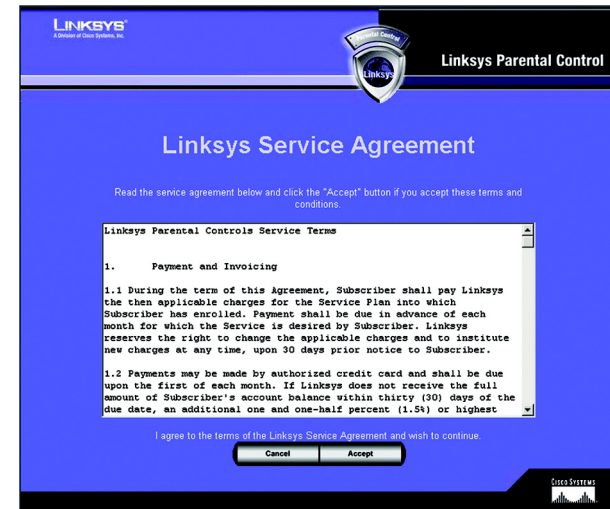 LINKSYS®
A Division of Cisco Systems, Inc.
Parental Control
Linksys
Linksys Parental Control
Linksys Service Agreement
Read the service agreement below and click the "Accept" button if you accept these terms and
conditions.
Linksys Parental Controls Service Terms
1. Payment and Invoicing
1.1 During the term of this Agreement, Subscriber shall pay Linksys
the then applicable charges for the Service Plan into which
Subscriber has enrolled. Payment shall be due in advance of each
month for which the Service is desired by Subscriber. Linksys
reserves the right to change the applicable charges and to institute
new charges at any time, upon 30 days prior notice to Subscriber.
1.2 Payments may be made by authorized credit card and shall be due
upon the first of each month. If Linksys does not receive the full
amount of Subscriber's account balance within thirty (30) days of the
due date, an additional one and one-half percent (1.5%) or highest
I agree to the terms of the Linksys Service Agreement and wish to continue.
Cancel
Accept
CISCO SYSTEMS